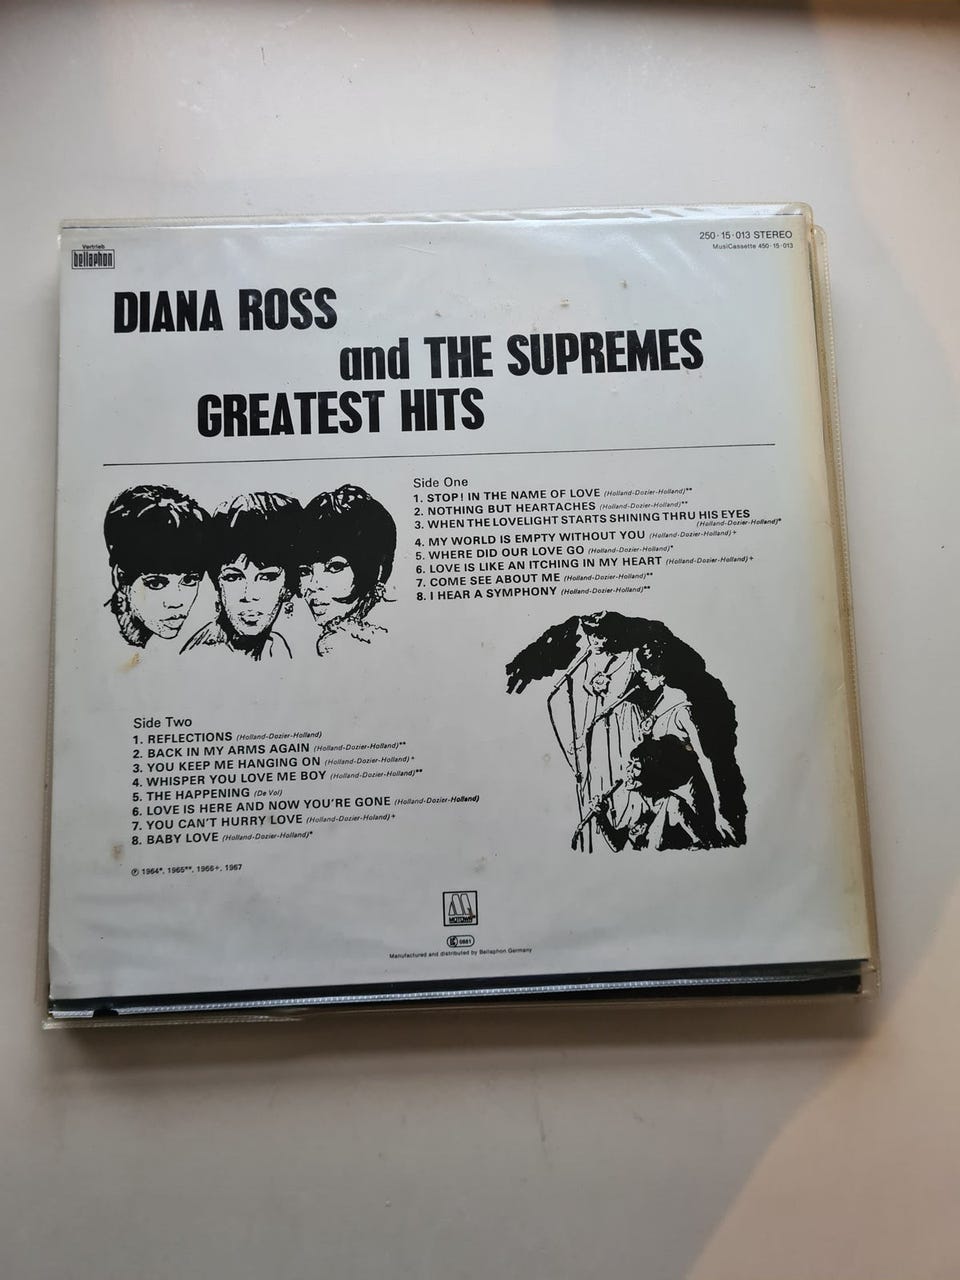 Vertrieb
bellaphon
250·15·013 STEREO
MusiCassette 450·15·013
DIANA ROSS
and THE SUPREMES
GREATEST HITS
Side One
1. STOP! IN THE NAME OF LOVE (Holland-Dozier-Holland)**
2. NOTHING BUT HEARTACHES (Holland-Dozier-Holland)**
3. WHEN THE LOVELIGHT STARTS SHINING THRU HIS EYES
(Holland-Dozier-Holland)*
4. MY WORLD IS EMPTY WITHOUT YOU (Holland-Dozier-Holland)+
5. WHERE DID OUR LOVE GO (Holland-Dozier-Holland)*
6. LOVE IS LIKE AN ITCHING IN MY HEART (Holland-Dozier-Holland)+
7. COME SEE ABOUT ME (Holland-Dozier-Holland)**
8. I HEAR A SYMPHONY (Holland-Dozier-Holland)**
Side Two
1. REFLECTIONS (Holland-Dozier-Holland)
2. BACK IN MY ARMS AGAIN (Holland-Dozier-Holland)**
3. YOU KEEP ME HANGING ON (Holland-Dozier-Holland)+
4. WHISPER YOU LOVE ME BOY (Holland-Dozier-Holland)**
5. THE HAPPENING (De Vol)
6. LOVE IS HERE AND NOW YOU'RE GONE (Holland-Dozier-Holland)
7. YOU CAN'T HURRY LOVE (Holland-Dozier-Holand)+
8. BABY LOVE (Holland-Dozier-Holland)*
℗ 1964*, 1965**, 1966+, 1967
M
MOTOWN
K 0681
Manufactured and distributed by Bellaphon Germany